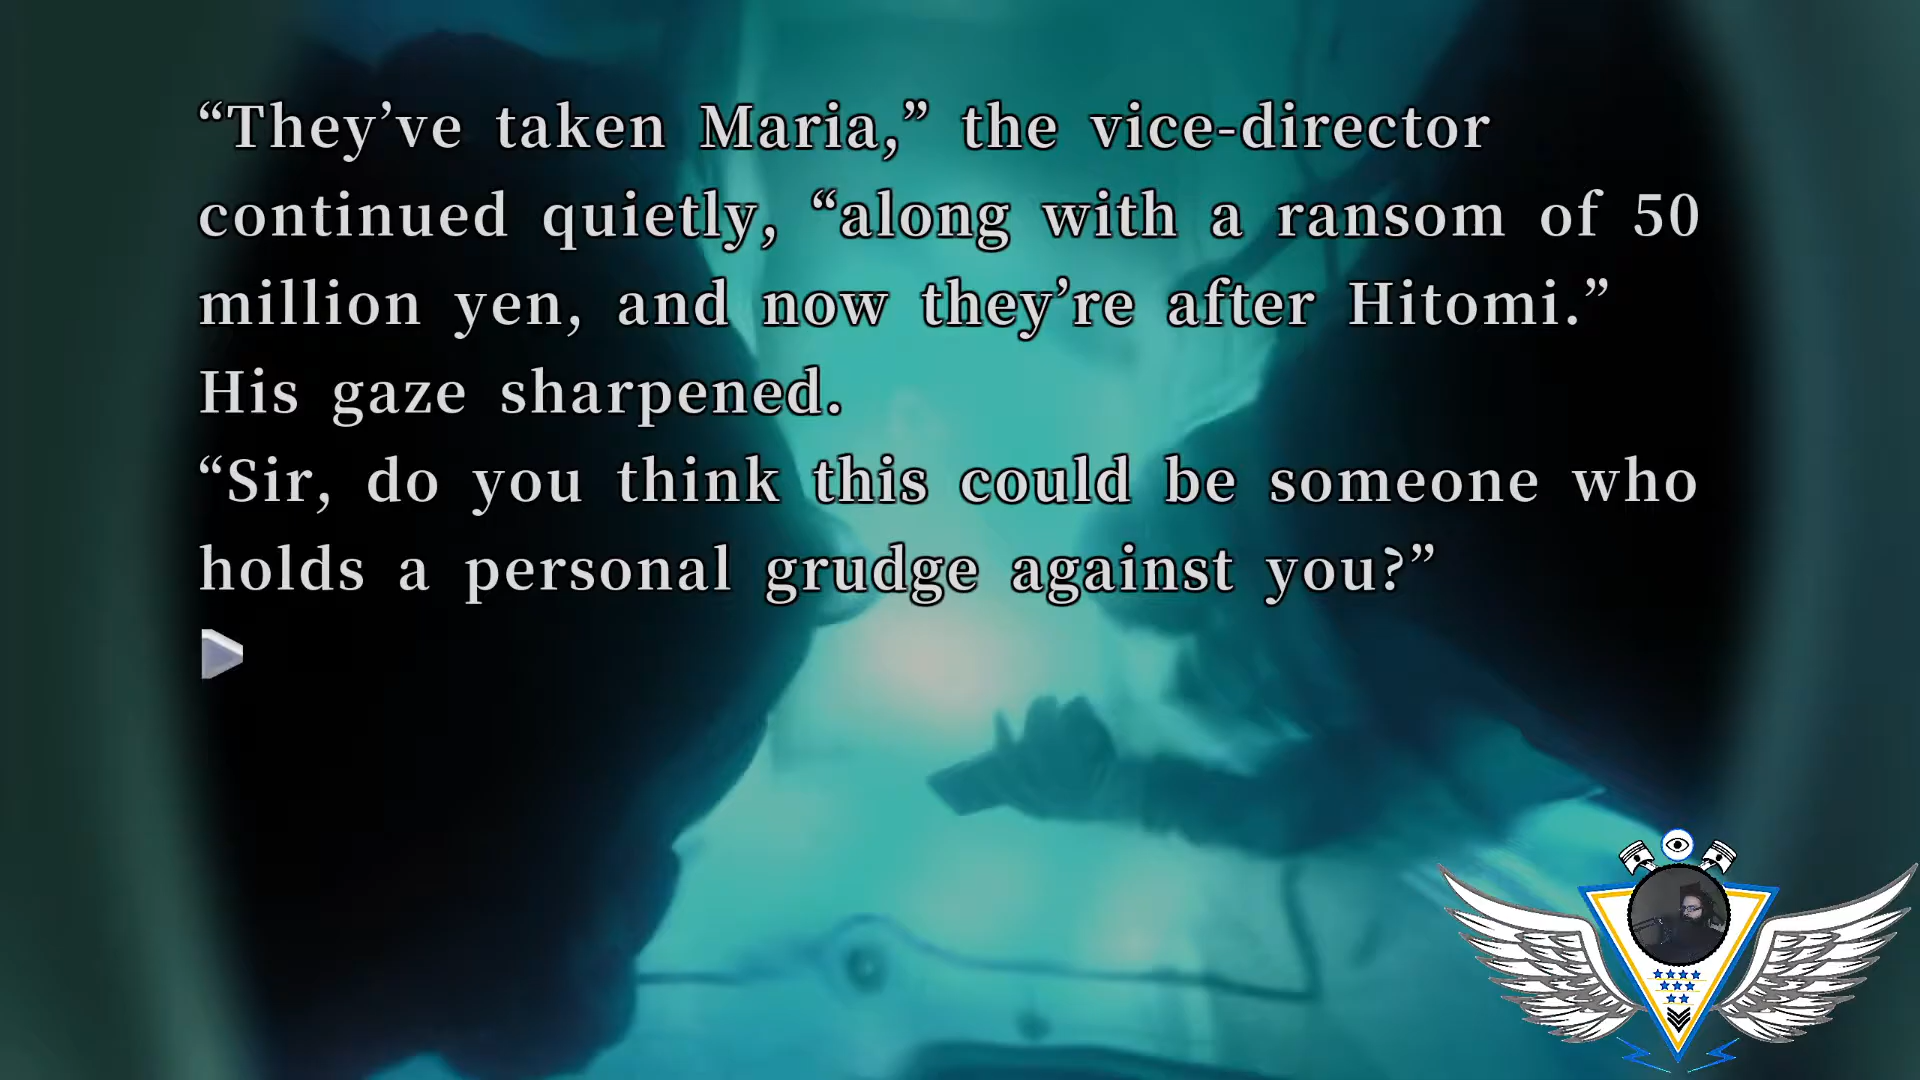 “They’ve taken Maria,” the vice-director
continued quietly, “along with a ransom of 50
million yen, and now they’re after Hitomi.”
His gaze sharpened.
“Sir, do you think this could be someone who
holds a personal grudge against you?”